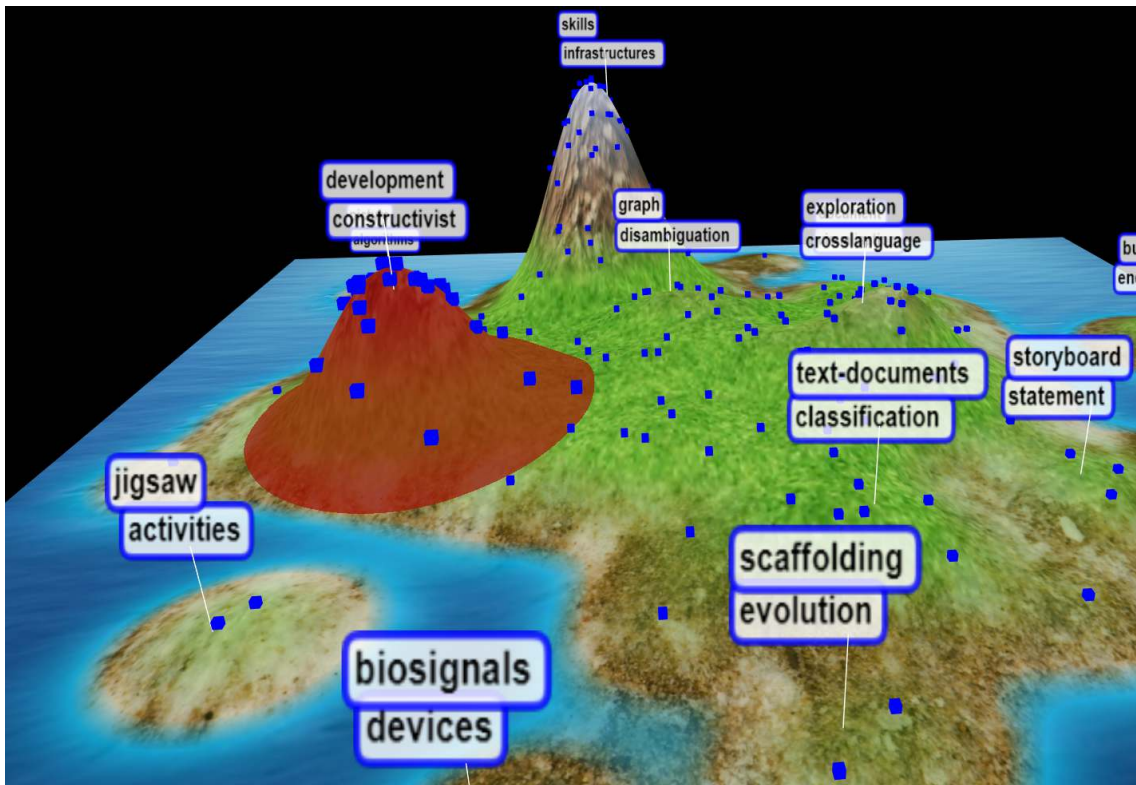 skills
infrastructures
development
constructivist
algorithms
graph
disambiguation
exploration
crosslanguage
text-documents
classification
storyboard
statement
jigsaw
activities
scaffolding
evolution
biosignals
devices